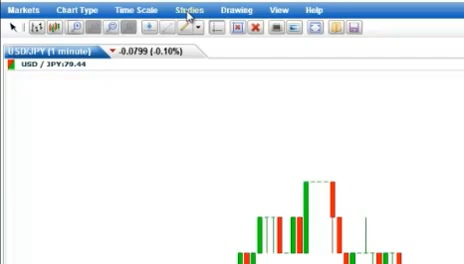 Markets Chart Type Time Scale Studies Drawing View Help
USD/JPY (1 minute) -0.0799 (-0.10%)
USD / JPY:79.44